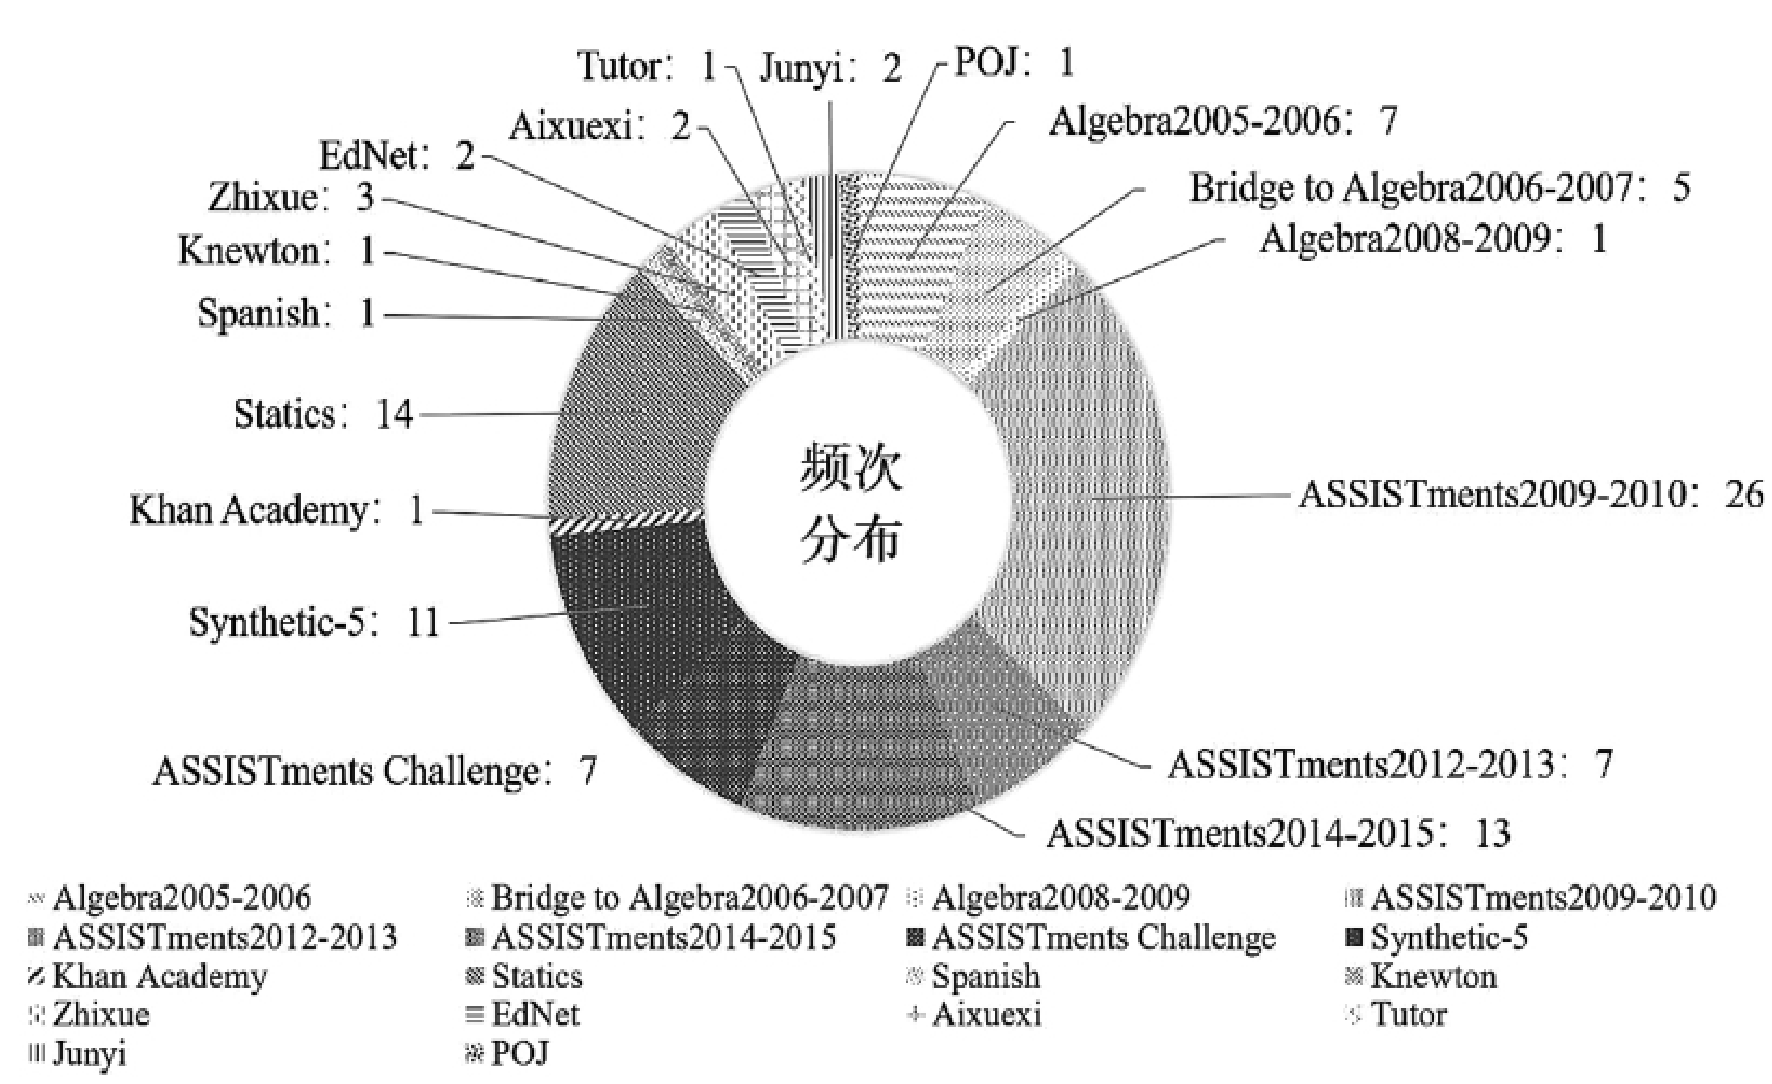 Tutor：1
Junyi：2
POJ：1
Aixuexi：2
Algebra2005-2006：7
EdNet：2
Zhixue：3
Bridge to Algebra2006-2007：5
Knewton：1
Algebra2008-2009：1
Spanish：1
Statics：14
频次
分布
ASSISTments2009-2010：26
Khan Academy：1
Synthetic-5：11
ASSISTments Challenge：7
ASSISTments2012-2013：7
ASSISTments2014-2015：13
Algebra2005-2006 Bridge to Algebra2006-2007 Algebra2008-2009 ASSISTments2009-2010
ASSISTments2012-2013 ASSISTments2014-2015 ASSISTments Challenge Synthetic-5
Khan Academy Statics Spanish Knewton
Zhixue EdNet Aixuexi Tutor
Junyi POJ